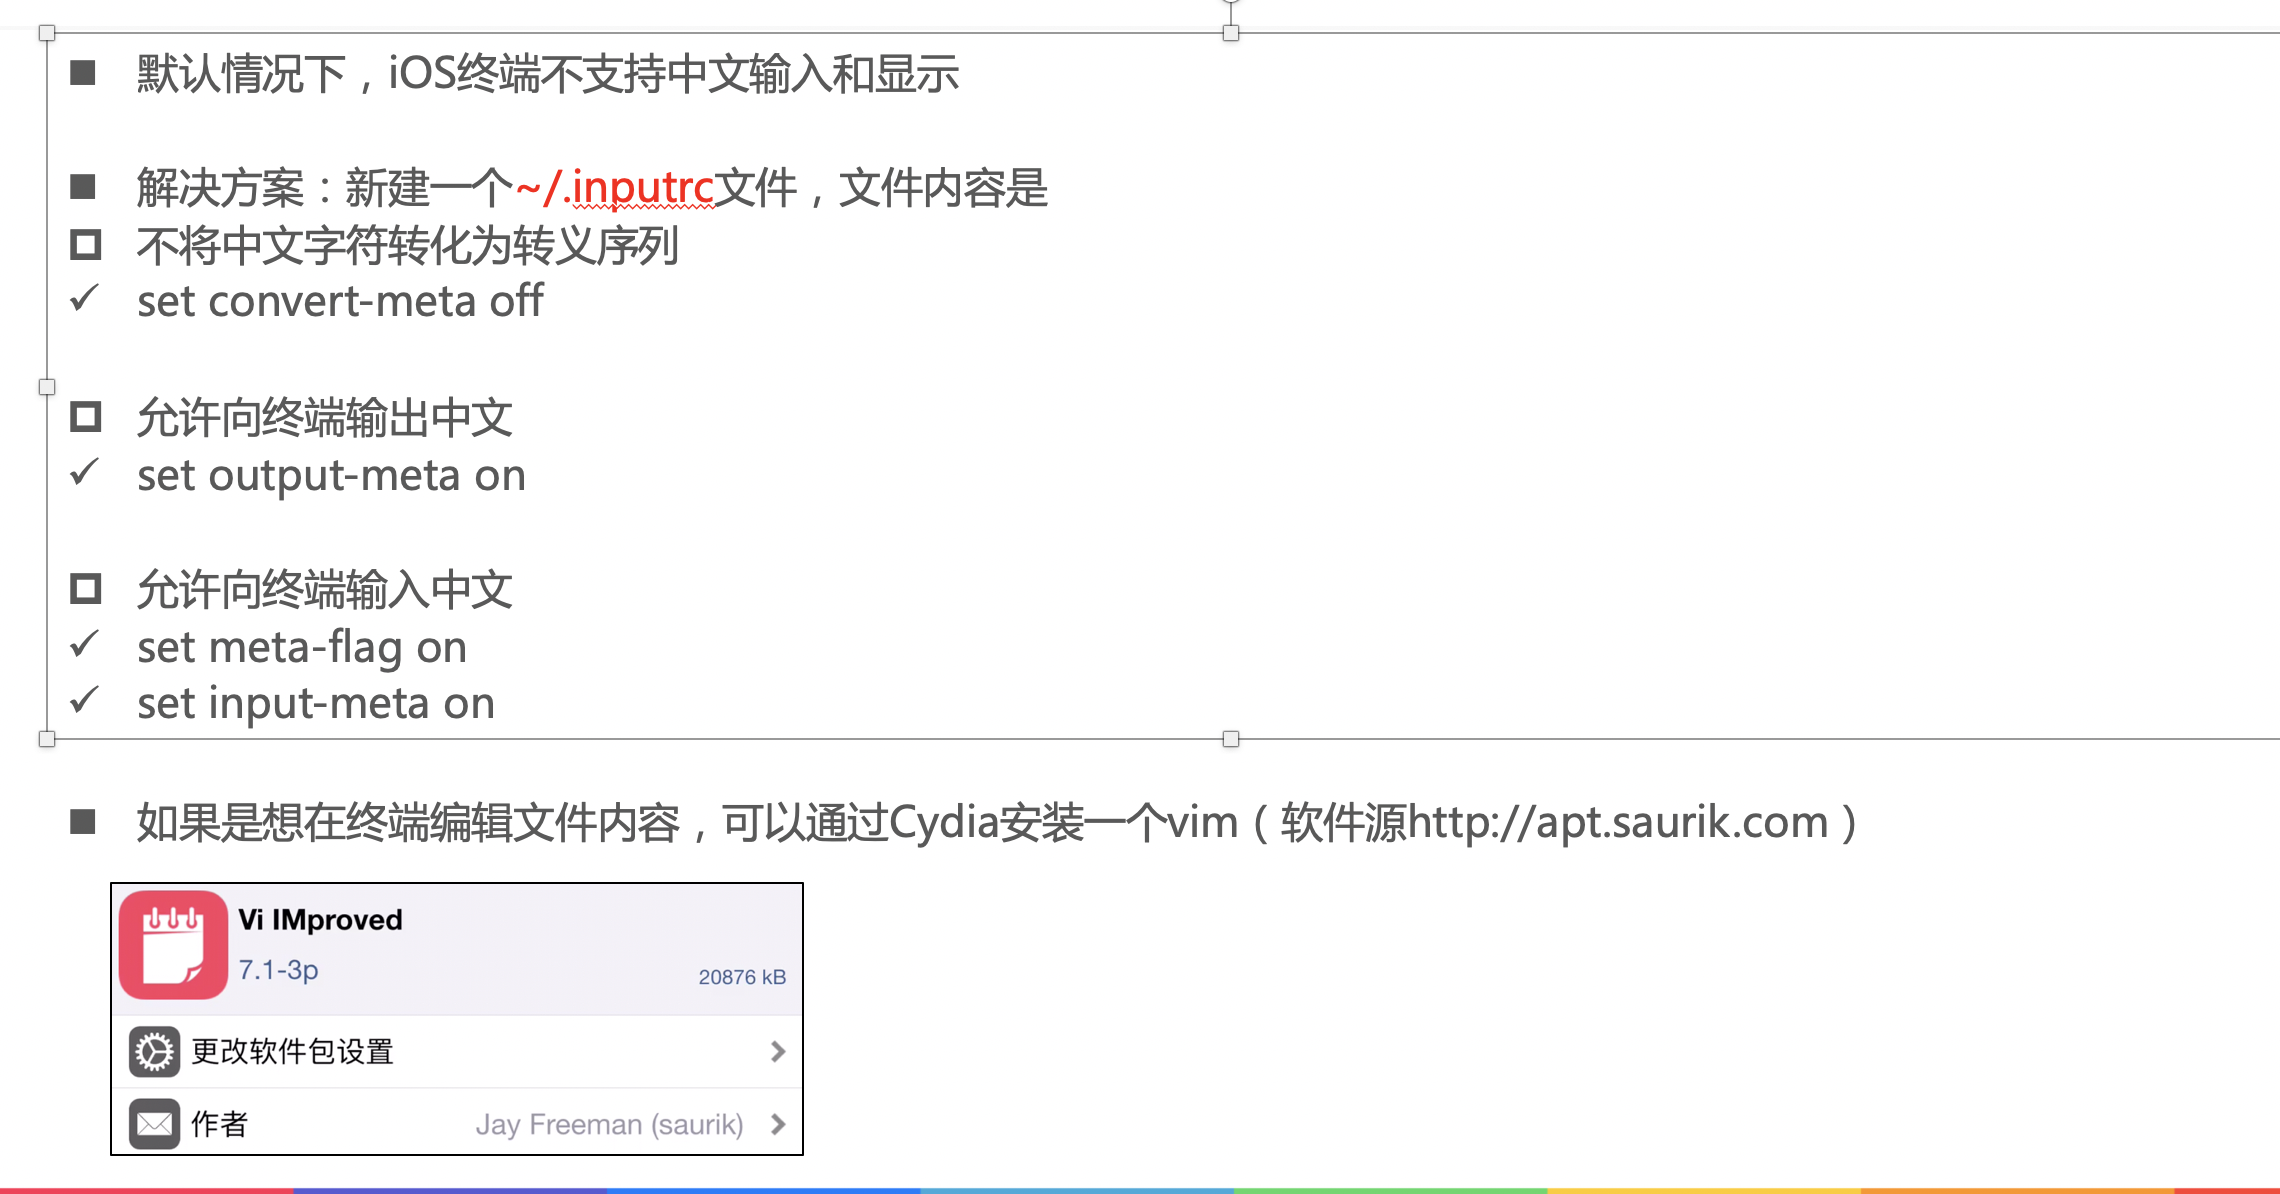 默认情况下，iOS终端不支持中文输入和显示
解决方案：新建一个~/.inputrc文件，文件内容是
不将中文字符转化为转义序列
set convert-meta off
允许向终端输出中文
set output-meta on
允许向终端输入中文
set meta-flag on
set input-meta on
如果是想在终端编辑文件内容，可以通过Cydia安装一个vim（软件源http://apt.saurik.com）
Vi IMproved
7.1-3p
20876 kB
更改软件包设置
作者 Jay Freeman (saurik)